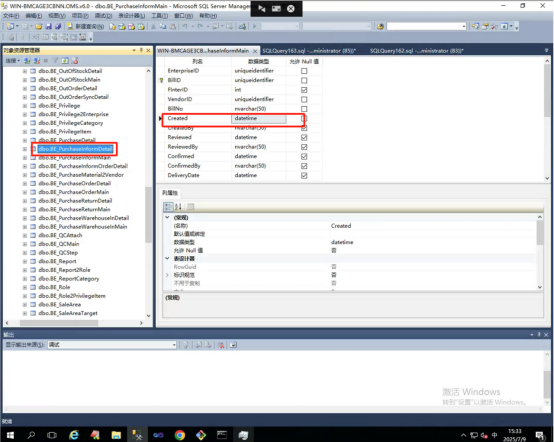 WIN-BMCAGE3CBNN.OMS.v6.0 - dbo.BE_PurchaseInformMain - Microsoft SQL Server Manager
文件(F) 编辑(E) 视图(V) 项目(P) 调试(D) 表设计器(L) 工具(T) 窗口(W) 帮助(H)
新建查询(N)
对象资源管理器
连接
dbo.BE_OutOfStockDetail
dbo.BE_OutOfStockMain
dbo.BE_OutOrderDetail
dbo.BE_OutOrderSyncDetail
dbo.BE_Privilege
dbo.BE_Privilege2Enterprise
dbo.BE_PrivilegeCategory
dbo.BE_PrivilegeItem
dbo.BE_PurchaseDetail
dbo.BE_PurchaseInformDetail
dbo.BE_PurchaseInformMain
dbo.BE_PurchaseInformOrderDetail
dbo.BE_PurchaseMaterial2Vendor
dbo.BE_PurchaseOrderDetail
dbo.BE_PurchaseOrderMain
dbo.BE_PurchaseReturnDetail
dbo.BE_PurchaseReturnMain
dbo.BE_PurchaseWarehouseInDetail
dbo.BE_PurchaseWarehouseInMain
dbo.BE_QCAttach
dbo.BE_QCMain
dbo.BE_QCStep
dbo.BE_Report
dbo.BE_Report2Role
dbo.BE_ReportCategory
dbo.BE_Role
dbo.BE_Role2PrivilegeItem
dbo.BE_SaleArea
dbo.BE_SaleAreaTarget
WIN-BMCAGE3CB...haseInformMain SQLQuery163.sql -...ministrator (85))* SQLQuery162.sql -...ministrator (83))*
列名 数据类型 允许 Null 值
EnterpriseID uniqueidentifier
BillID uniqueidentifier
FInterID int
VendorID uniqueidentifier
BillNo nvarchar(50)
Created datetime
CreatedBy nvarchar(50)
Reviewed datetime
ReviewedBy nvarchar(50)
Confirmed datetime
ConfirmedBy nvarchar(50)
DeliveryDate datetime
列属性
(常规)
(名称) Created
默认值或绑定
数据类型 datetime
允许 Null 值 否
表设计器
RowGuid 否
标识规范 否
不用于复制 否
(常规)
输出
显示输出来源(S): 调试
激活 Windows
转到"设置"以激活 Windows。
就绪
中
15:33
2025/7/9